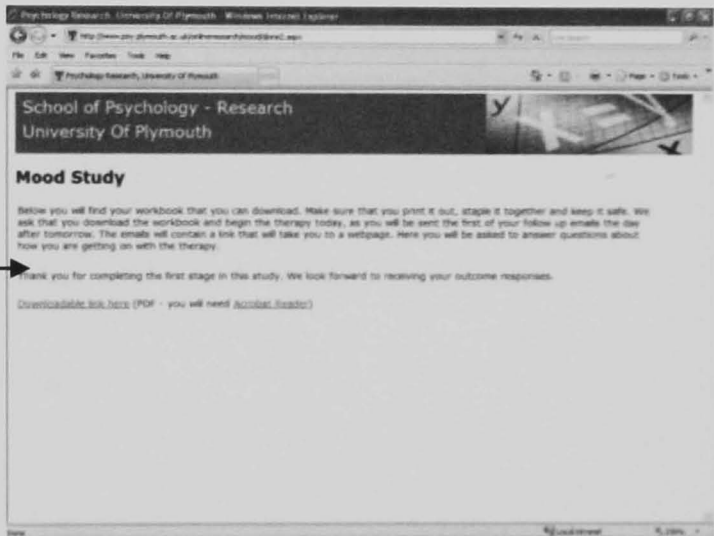 Psychology Research, University Of Plymouth - Windows Internet Explorer
File Edit View Favorites Tools Help
Psychology Research, University of Plymouth
Page Tools
School of Psychology - Research
University Of Plymouth
Mood Study
Below you will find your workbook that you can download. Make sure that you print it out, staple it together and keep it safe. We
ask that you download the workbook and begin the therapy today, as you will be sent the first of your follow up emails the day
after tomorrow. The emails will contain a link that will take you to a webpage. Here you will be asked to answer questions about
how you are getting on with the therapy.
Thank you for completing the first stage in this study. We look forward to receiving your outcome responses.
Downloadable link here (PDF - you will need Acrobat Reader)
Local intranet